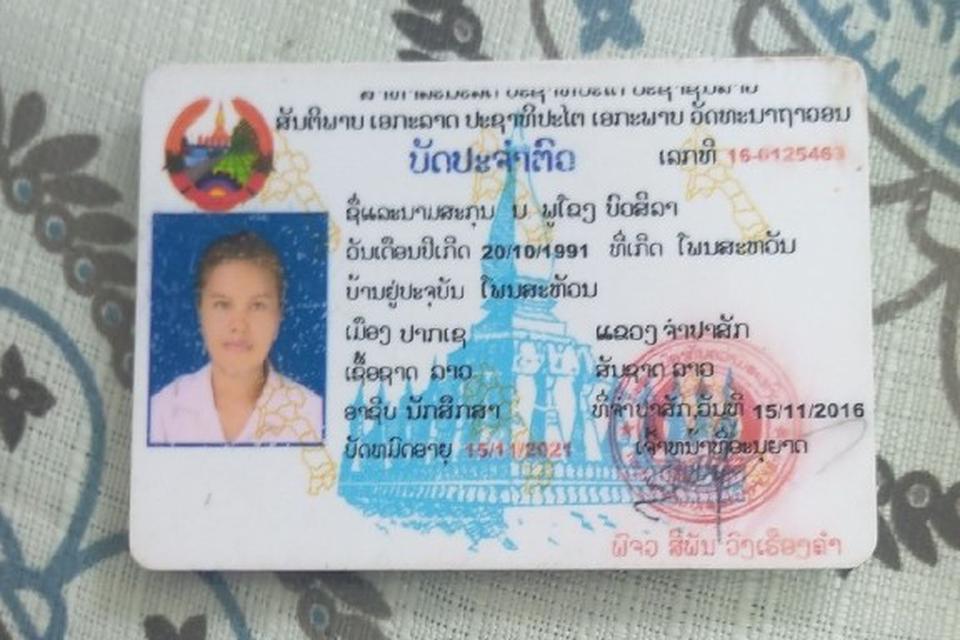 ສັນຕິພາບ ເອກະລາດ ປະຊາທິປະໄຕ ເອກະພາບ ວັດທະນາຖາວອນ
ບັດປະຈຳຕົວ
ເລກທີ 16-0125463
ຊື່ແລະນາມສະກຸນ ນ ພູໂຊງ ບົວສີລາ
ວັນເດືອນປີເກີດ 20/10/1991 ທີ່ເກີດ ໂພນສະຫວັນ
ບ້ານຢູ່ປະຈຸບັນ ໂພນສະຫ້ວນ
ເມືອງ ປາກເຊ ແຂວງ ຈຳປາສັກ
ເຊື້ອຊາດ ລາວ ສັນຊາດ ລາວ
ອາຊີບ ນັກສຶກສາ ທີ່ຈຳປາສັກ,ວັນທີ 15/11/2016
ບັດໝົດອາຍຸ 15/11/2021 ເຈົ້າຫນ້າທີ່ອະນຸຍາດ
ພັຈວ ສີພັນ ວົງເຮືອງຄຳ